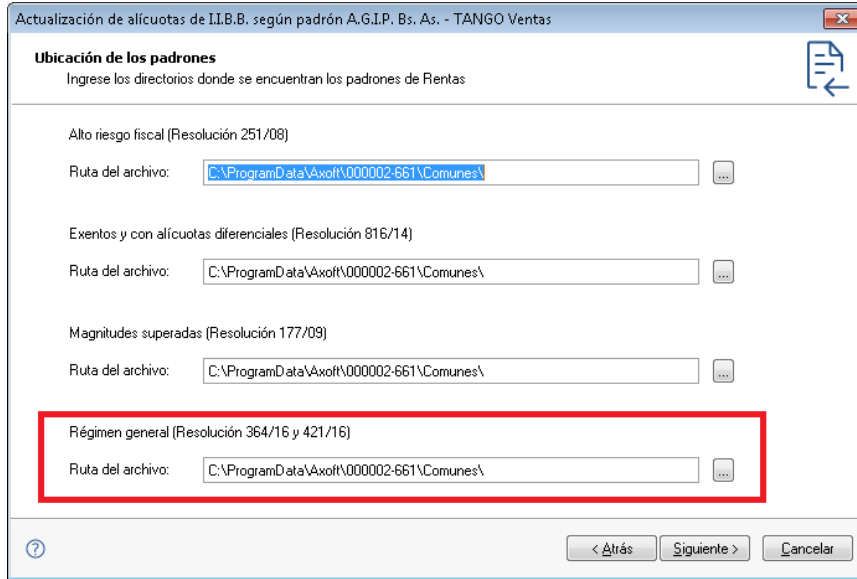 Actualización de alícuotas de I.I.B.B. según padrón A.G.I.P. Bs. As. - TANGO Ventas
Ubicación de los padrones
Ingrese los directorios donde se encuentran los padrones de Rentas
Alto riesgo fiscal (Resolución 251/08)
Ruta del archivo: C:\ProgramData\Axoft\000002-661\Comunes\ ...
Exentos y con alícuotas diferenciales (Resolución 816/14)
Ruta del archivo: C:\ProgramData\Axoft\000002-661\Comunes\ ...
Magnitudes superadas (Resolución 177/09)
Ruta del archivo: C:\ProgramData\Axoft\000002-661\Comunes\ ...
Régimen general (Resolución 364/16 y 421/16)
Ruta del archivo: C:\ProgramData\Axoft\000002-661\Comunes\ ...
? < Atrás Siguiente > Cancelar